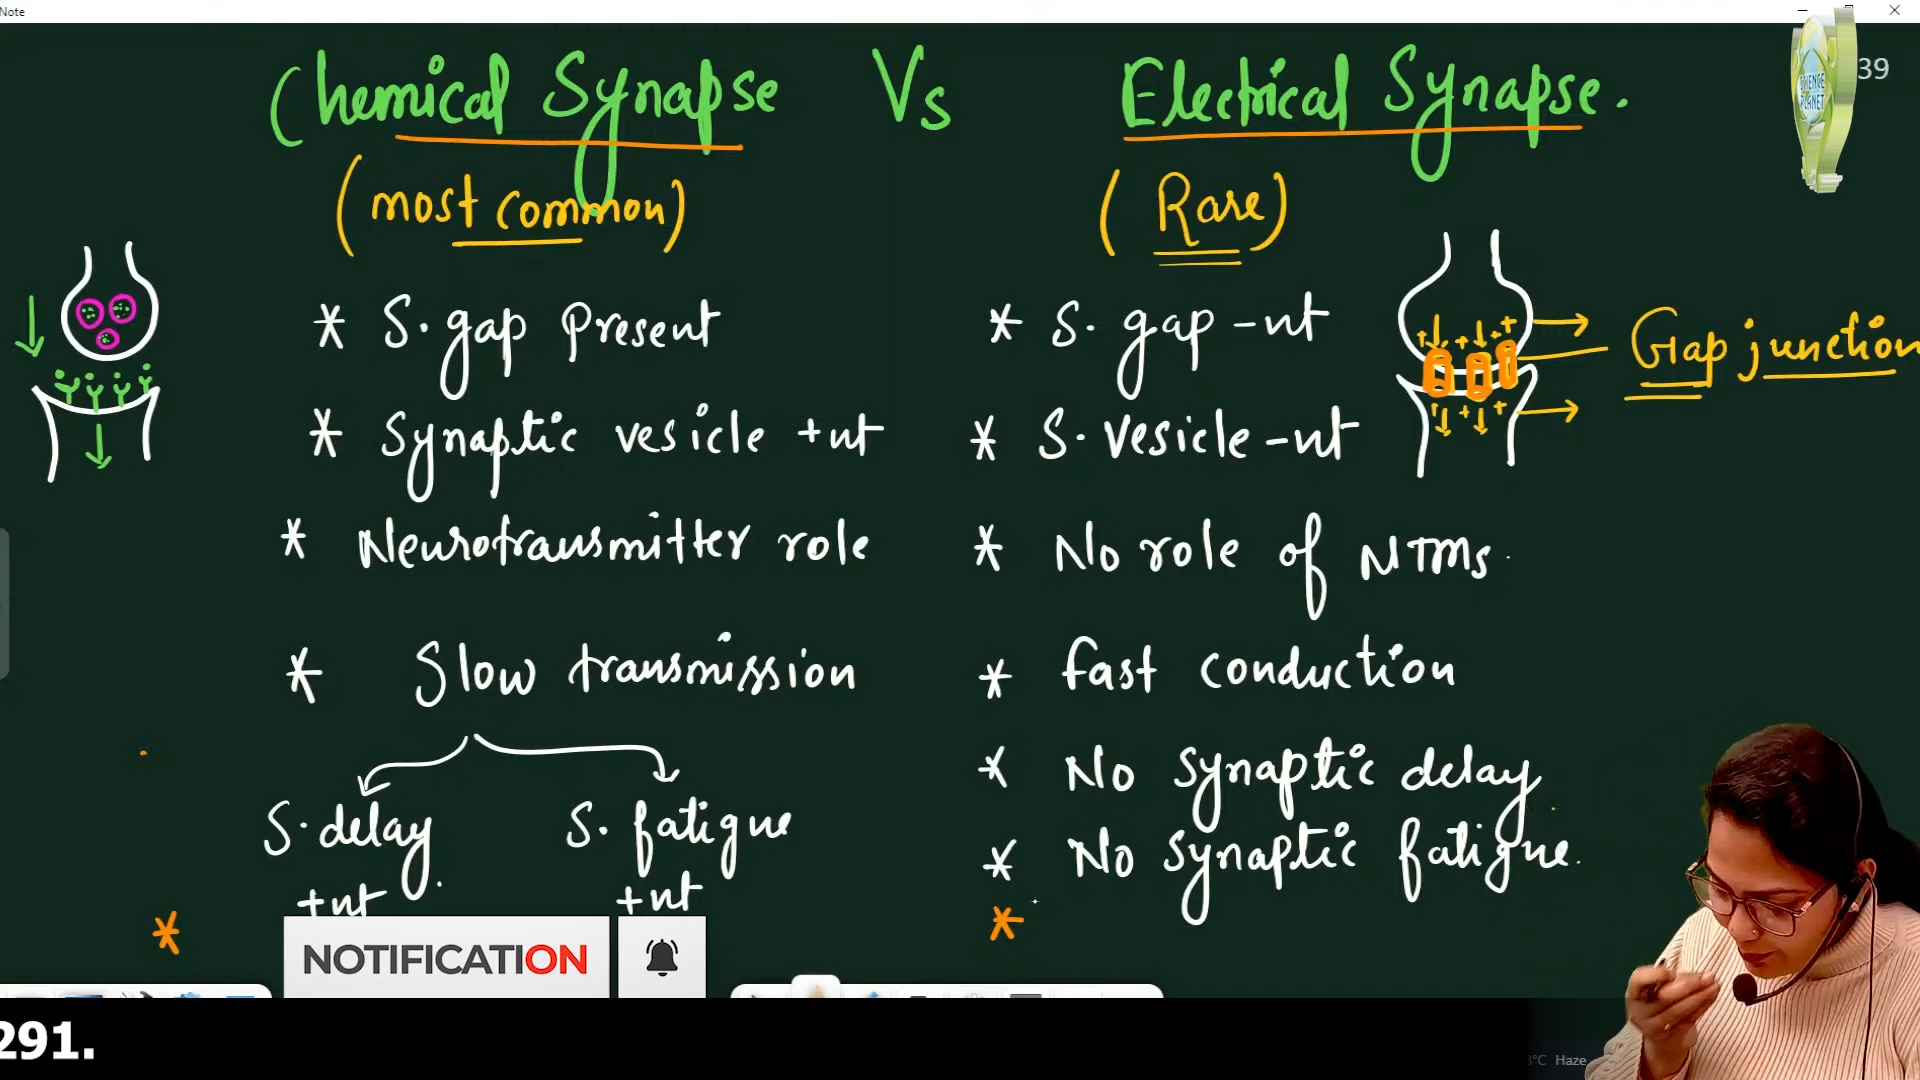 Note
39
SCIENCE PLANET
Chemical Synapse Vs Electrical Synapse.
(most common)
(Rare)
* S. gap present
* S. gap -nt
Gap junction
* Synaptic vesicle +nt
* S. vesicle -nt
* Neurotransmitter role
* No role of NTMs.
* Slow transmission
* fast conduction
S. delay +nt
S. fatigue +nt
* No synaptic delay
* No synaptic fatigue.
*
*
NOTIFICATION
291.
Haze